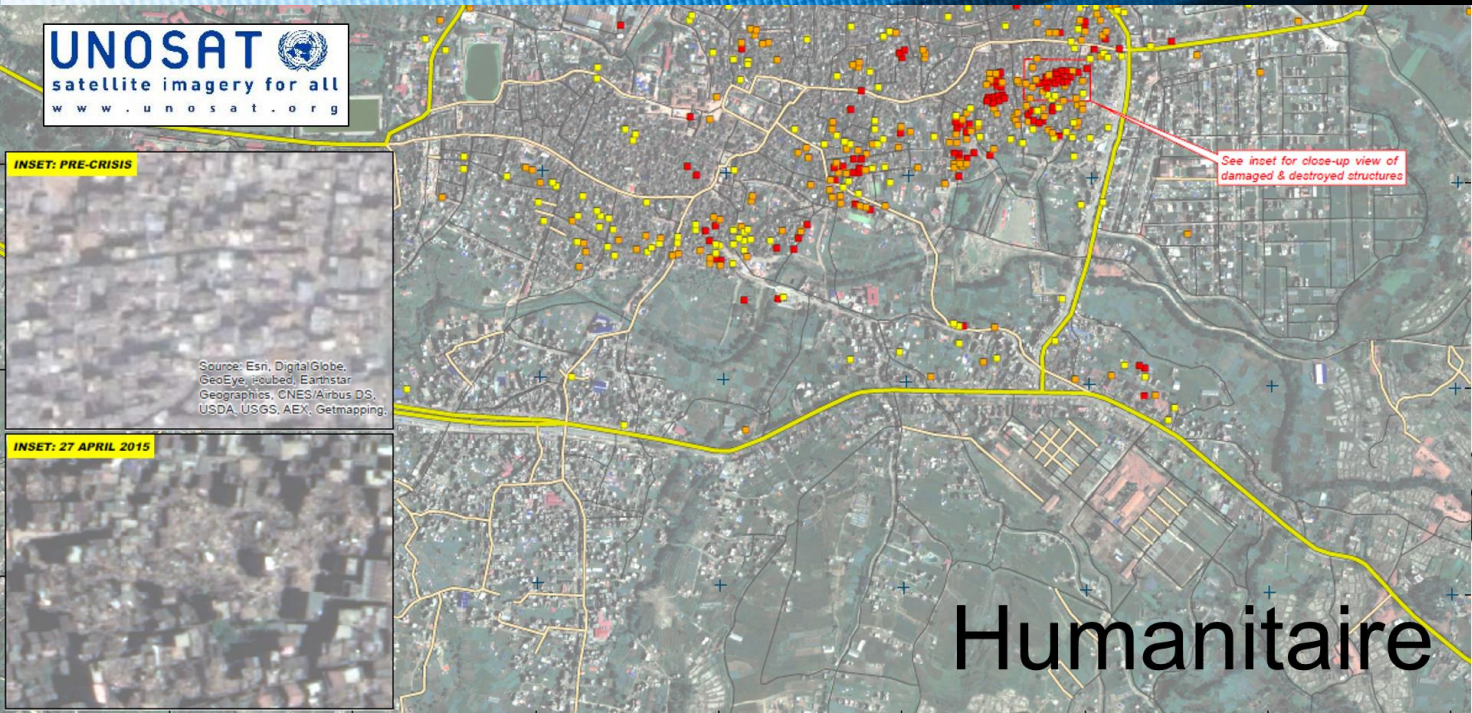 UNOSAT
satellite imagery for all
www.unosat.org
INSET: PRE-CRISIS
Source: Esri, DigitalGlobe,
GeoEye, i-cubed, Earthstar
Geographics, CNES/Airbus DS,
USDA, USGS, AEX, Getmapping,
INSET: 27 APRIL 2015
See inset for close-up view of
damaged & destroyed structures
Humanitaire